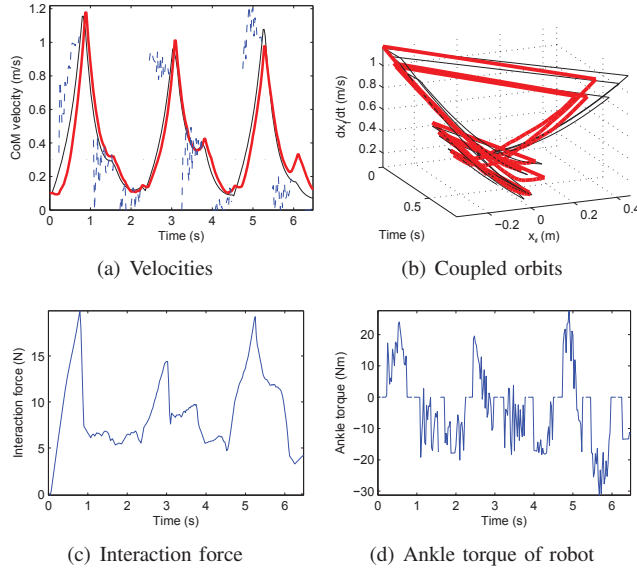 1.2
1
0.8
0.6
0.4
0.2
0
CoM velocity (m/s)
0 1 2 3 4 5 6
Time (s)
(a) Velocities
1
0.8
0.6
0.4
0.2
dx_i/dt (m/s)
0
0.5
Time (s)
−0.2
0
0.2
0.4
x_s (m)
(b) Coupled orbits
15
10
5
0
Interaction force (N)
0 1 2 3 4 5 6
Time (s)
(c) Interaction force
20
10
0
−10
−20
−30
Ankle torque (Nm)
0 1 2 3 4 5 6
Time (s)
(d) Ankle torque of robot